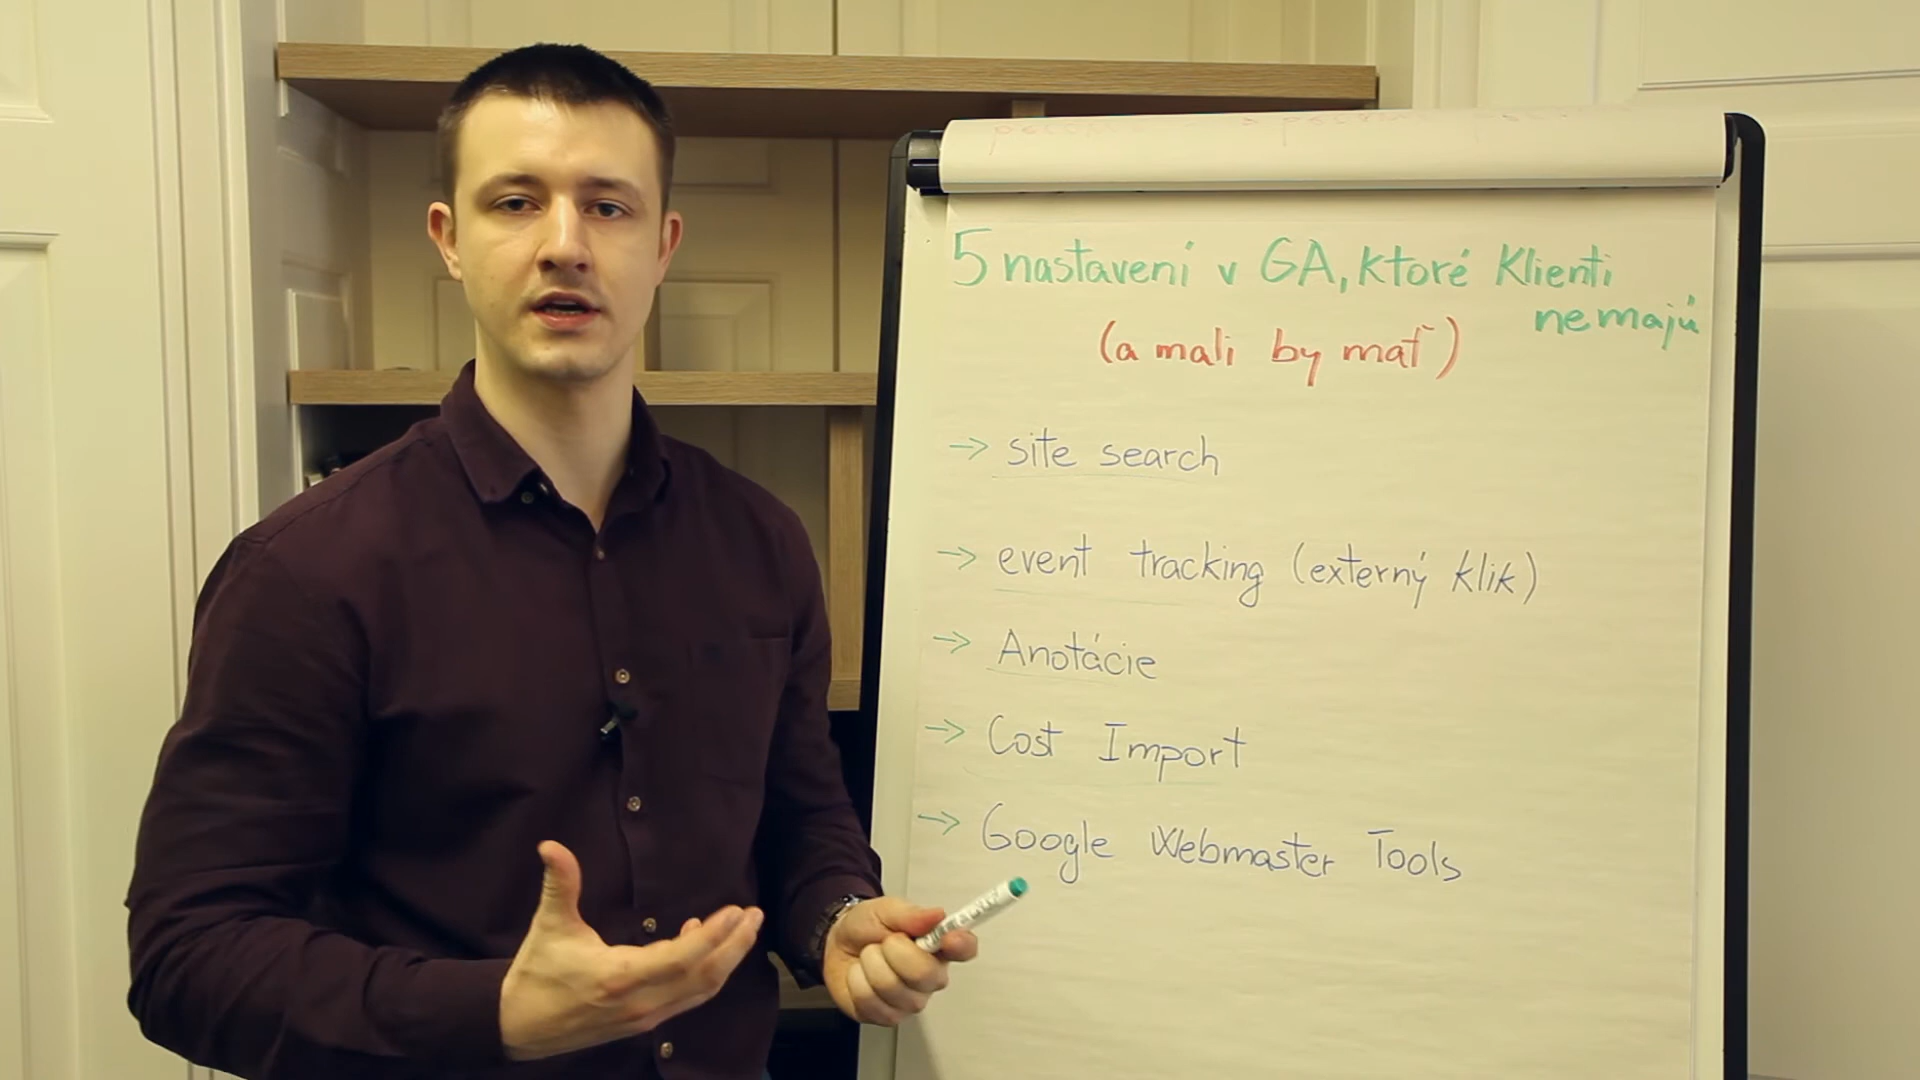 5 nastavení v GA, ktoré klienti
nemajú
(a mali by mať)
→ site search
→ event tracking (externý klik)
→ Anotácie
→ Cost Import
→ Google Webmaster Tools